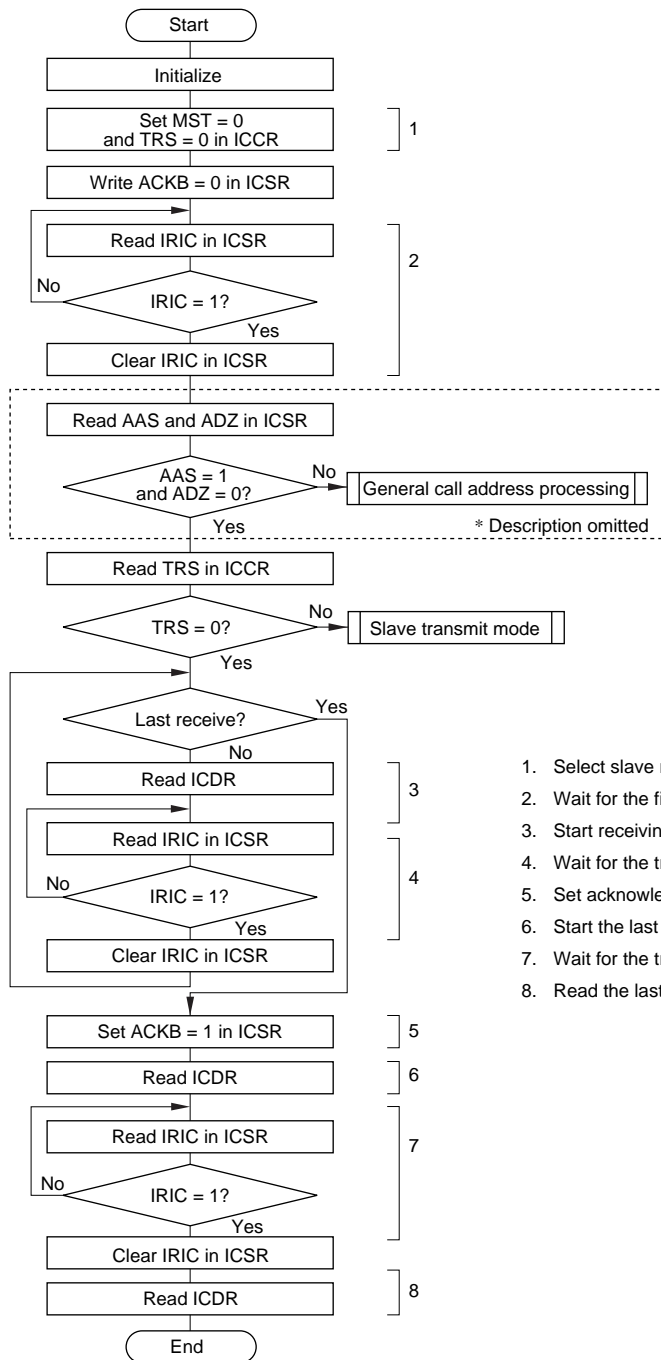 Start
Initialize
Set MST = 0
and TRS = 0 in ICCR
1
Write ACKB = 0 in ICSR
Read IRIC in ICSR
2
No
IRIC = 1?
Yes
Clear IRIC in ICSR
Read AAS and ADZ in ICSR
AAS = 1
and ADZ = 0?
No
General call address processing
Yes
* Description omitted
Read TRS in ICCR
TRS = 0?
No
Slave transmit mode
Yes
Last receive?
Yes
No
Read ICDR
3
Read IRIC in ICSR
No
IRIC = 1?
4
Yes
Clear IRIC in ICSR
1. Select slave
2. Wait for the
3. Start
4. Wait for the
5. Set
6. Start the last
7. Wait for the
8. Read the last
Set ACKB = 1 in ICSR
5
Read ICDR
6
Read IRIC in ICSR
7
No
IRIC = 1?
Yes
Clear IRIC in ICSR
Read ICDR
8
End